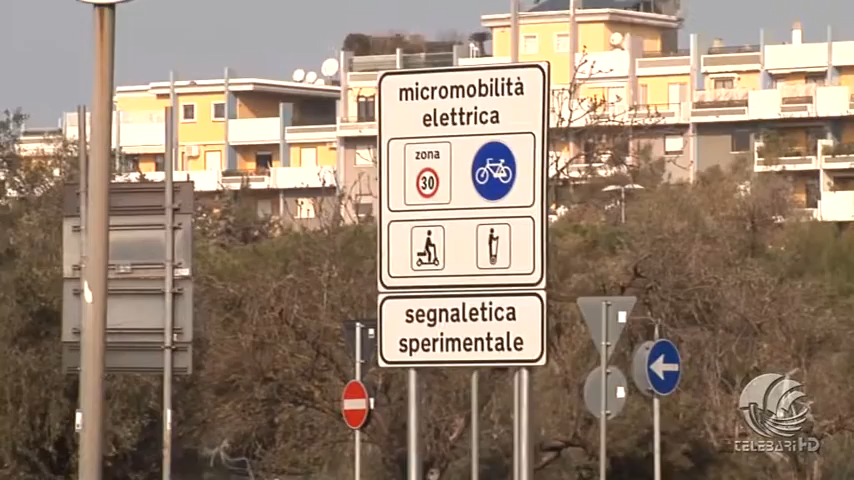 micromobilità
elettrica
zona
30
segnaletica
sperimentale
TELEBARI HD